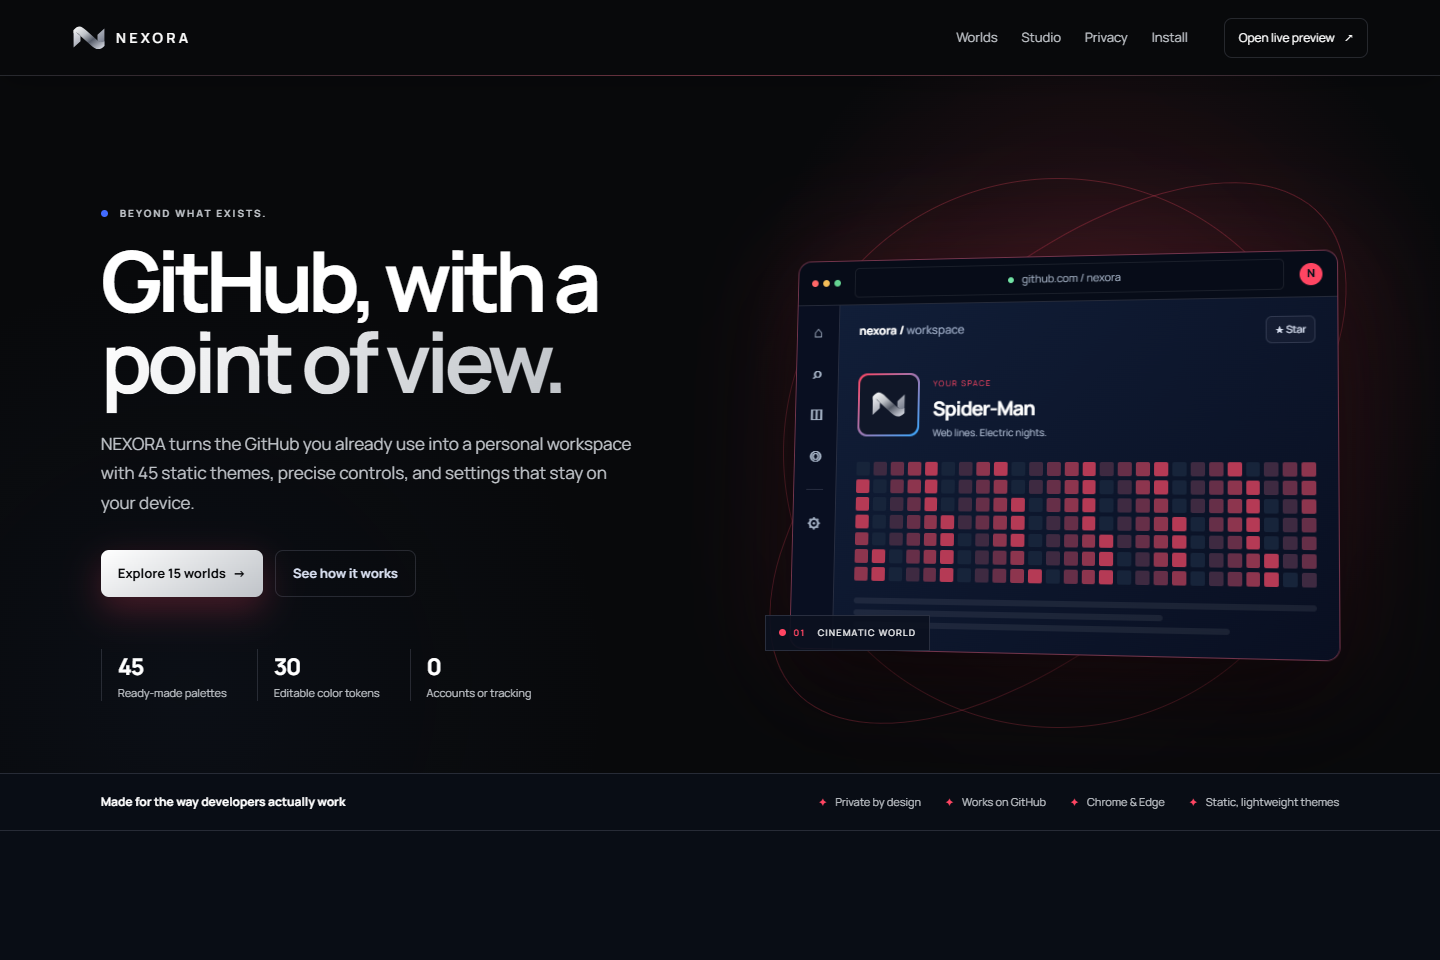 NEXORA
Worlds
Studio
Privacy
Install
Open live preview ↗
BEYOND WHAT EXISTS.
GitHub, with a
point of view.
NEXORA turns the GitHub you already use into a personal workspace
with 45 static themes, precise controls, and settings that stay on
your device.
Explore 15 worlds →
See how it works
45
Ready-made palettes
30
Editable color tokens
0
Accounts or tracking
github.com / nexora
N
nexora / workspace
★ Star
YOUR SPACE
Spider-Man
Web lines. Electric nights.
01 CINEMATIC WORLD
Made for the way developers actually work
✦ Private by design
✦ Works on GitHub
✦ Chrome & Edge
✦ Static, lightweight themes